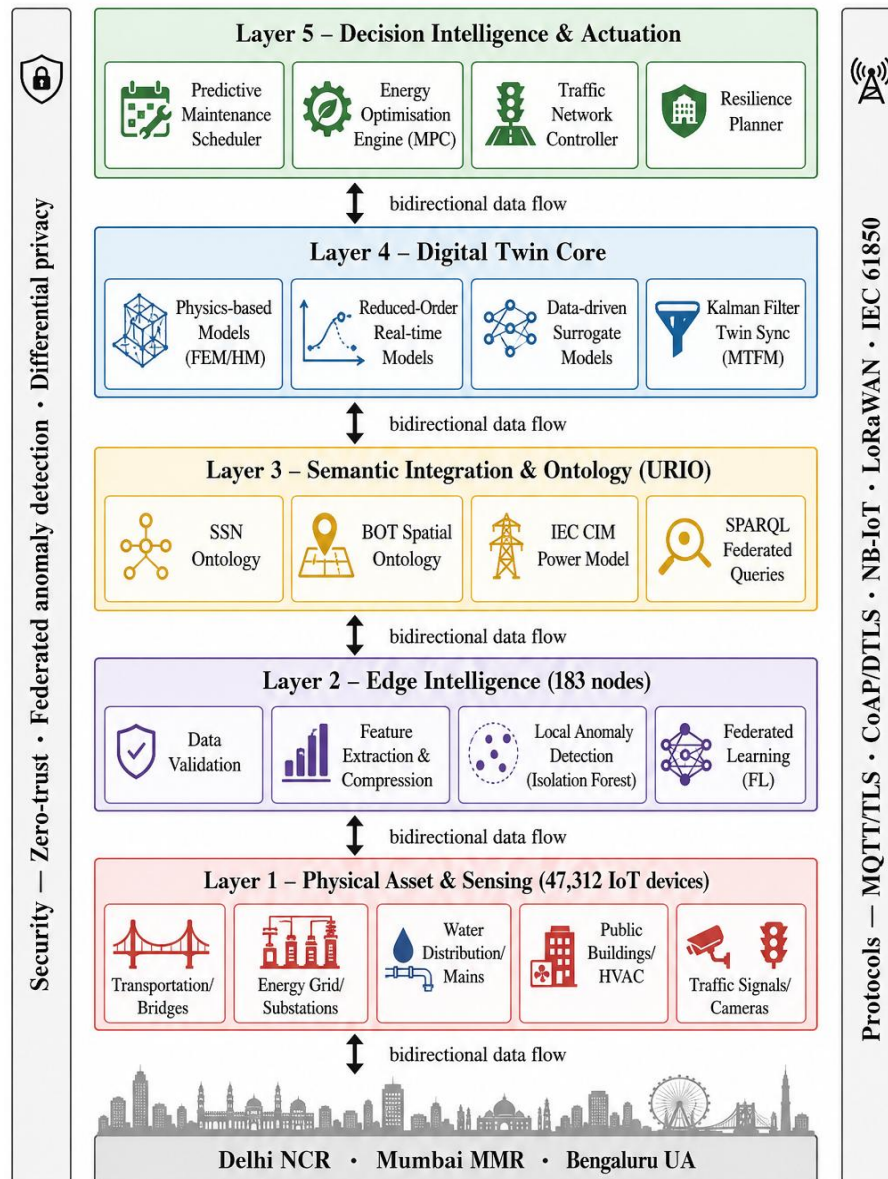 Layer 5 – Decision Intelligence & Actuation
Predictive
Maintenance
Scheduler
Energy
Optimisation
Engine (MPC)
Traffic
Network
Controller
Resilience
Planner
bidirectional data flow
Layer 4 – Digital Twin Core
Physics-based
Models
(FEM/HM)
Reduced-Order
Real-time
Models
Data-driven
Surrogate
Models
Kalman Filter
Twin Sync
(MTFM)
bidirectional data flow
Layer 3 – Semantic Integration & Ontology (URIO)
SSN
Ontology
BOT Spatial
Ontology
IEC CIM
Power Model
SPARQL
Federated
Queries
bidirectional data flow
Layer 2 – Edge Intelligence (183 nodes)
Data
Validation
Feature
Extraction &
Compression
Local Anomaly
Detection
(Isolation Forest)
Federated
Learning
(FL)
bidirectional data flow
Layer 1 – Physical Asset & Sensing (47,312 IoT devices)
Transportation/
Bridges
Energy Grid/
Substations
Water
Distribution/
Mains
Public
Buildings/
HVAC
Traffic Signals/
Cameras
bidirectional data flow
Delhi NCR • Mumbai MMR • Bengaluru UA
Security — Zero-trust • Federated anomaly detection • Differential privacy
Protocols — MQTT/TLS • CoAP/DTLS • NB-IoT • LoRaWAN • IEC 61850